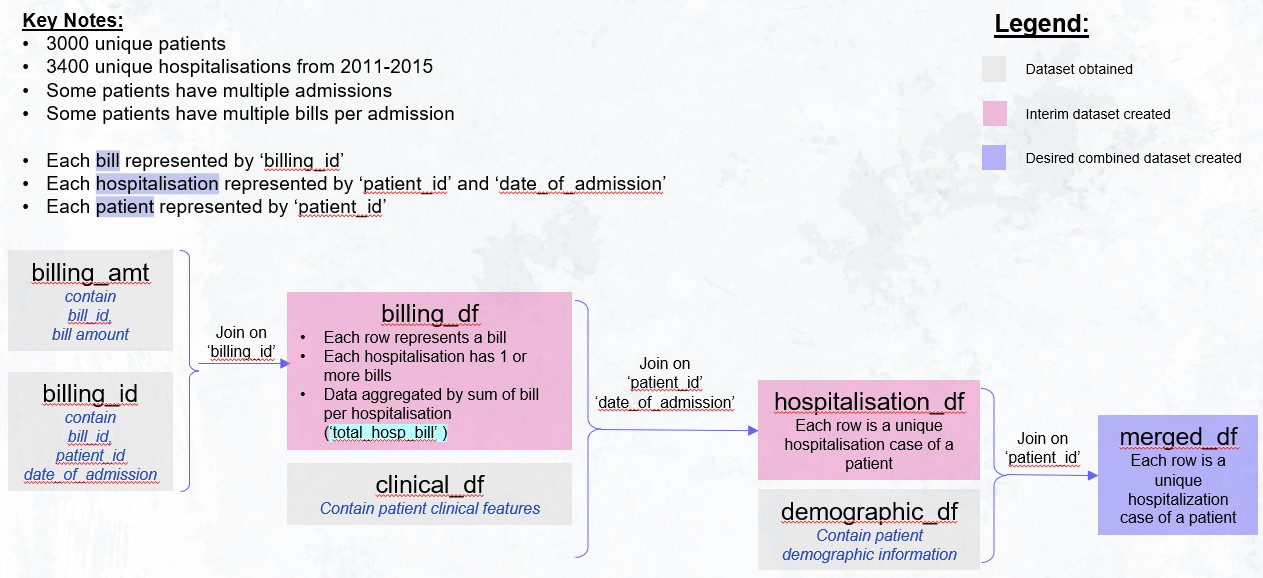 Key Notes:
• 3000 unique patients
• 3400 unique hospitalisations from 2011-2015
• Some patients have multiple admissions
• Some patients have multiple bills per admission
• Each bill represented by ‘billing_id’
• Each hospitalisation represented by ‘patient_id’ and ‘date_of_admission’
• Each patient represented by ‘patient_id’
Legend:
Dataset obtained
Interim dataset created
Desired combined dataset created
billing_amt
contain
bill_id,
bill amount
billing_id
contain
bill_id,
patient_id
date_of_admission
Join on
‘billing_id’
billing_df
• Each row represents a bill
• Each hospitalisation has 1 or
more bills
• Data aggregated by sum of bill
per hospitalisation
(‘total_hosp_bill’ )
clinical_df
Contain patient clinical features
Join on
‘patient_id’
‘date_of_admission’
hospitalisation_df
Each row is a unique
hospitalisation case of a
patient
demographic_df
Contain patient
demographic information
Join on
‘patient_id’
merged_df
Each row is a
unique
hospitalization
case of a patient